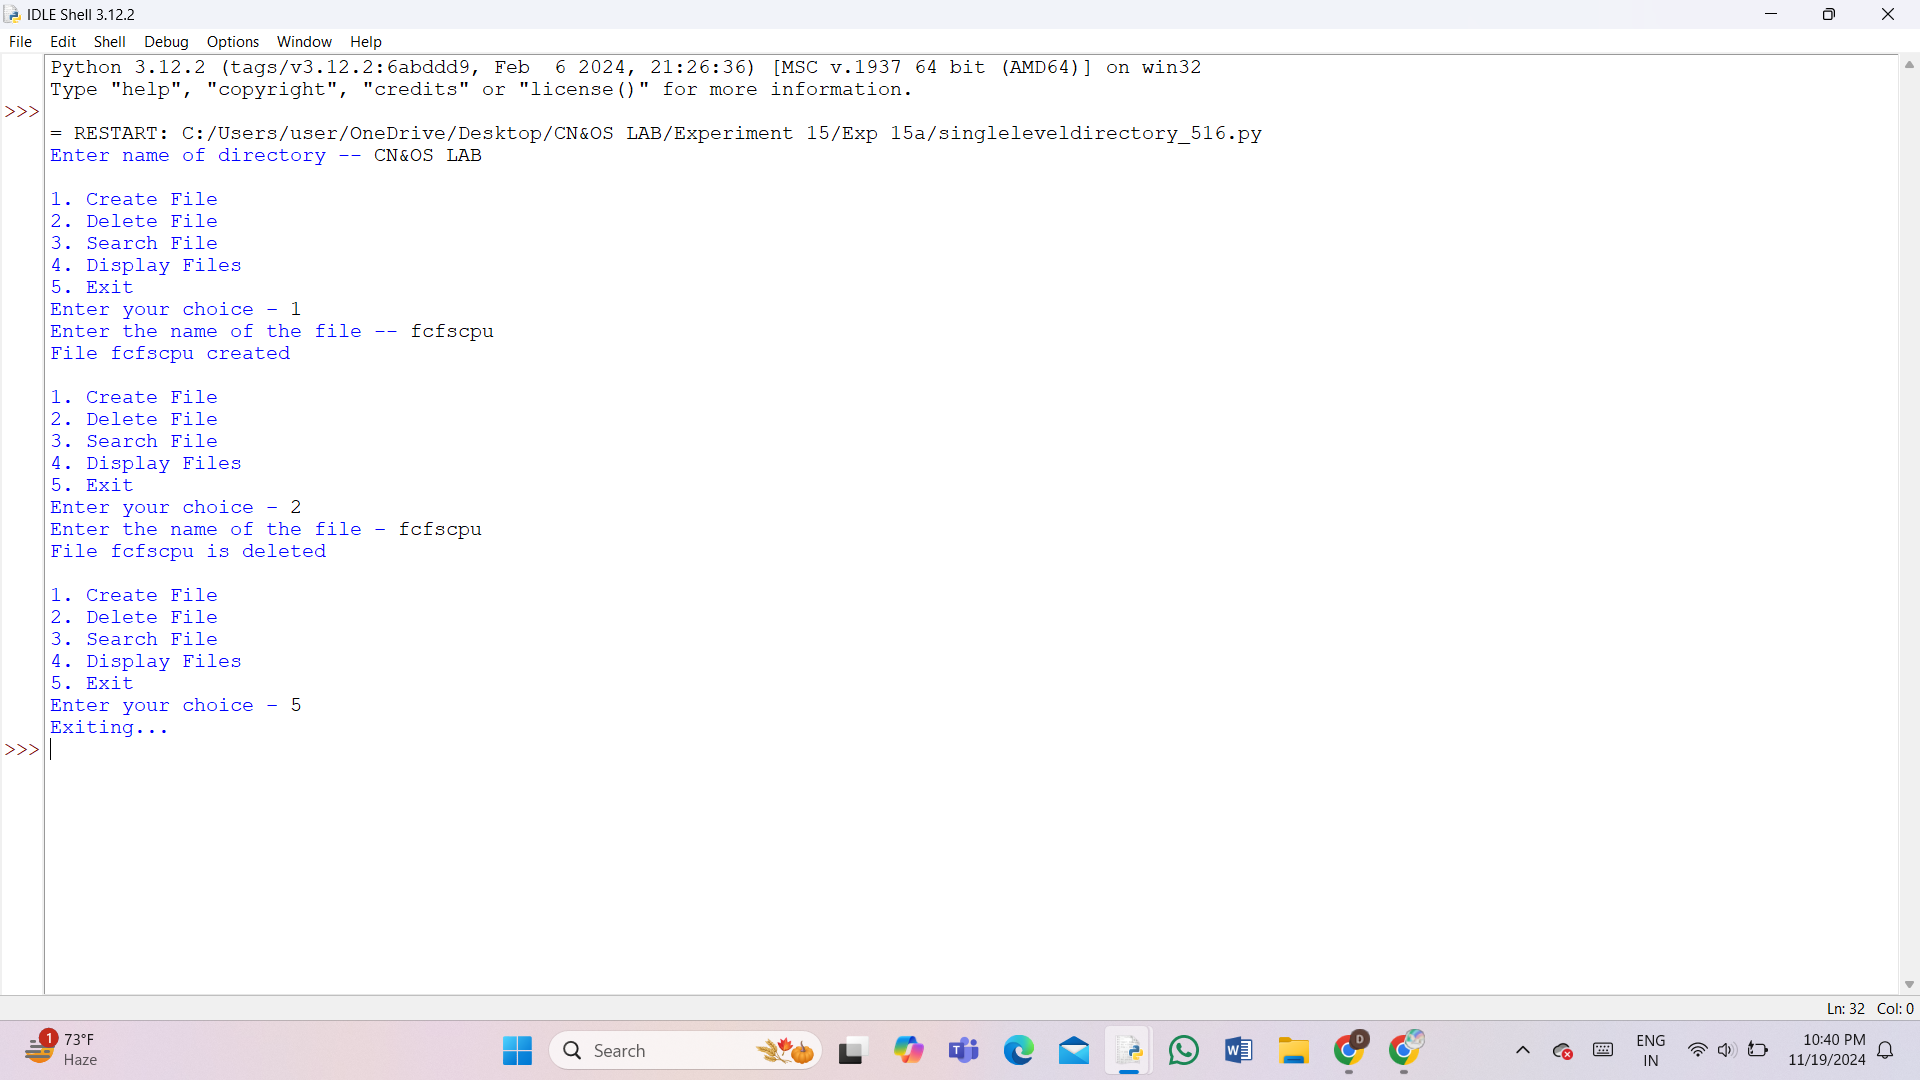 IDLE Shell 3.12.2
File Edit Shell Debug Options Window Help
Python 3.12.2 (tags/v3.12.2:6abddd9, Feb  6 2024, 21:26:36) [MSC v.1937 64 bit (AMD64)] on win32
Type "help", "copyright", "credits" or "license()" for more information.
>>>
= RESTART: C:/Users/user/OneDrive/Desktop/CN&OS LAB/Experiment 15/Exp 15a/singleleveldirectory_516.py
Enter name of directory -- CN&OS LAB
1. Create File
2. Delete File
3. Search File
4. Display Files
5. Exit
Enter your choice - 1
Enter the name of the file -- fcfscpu
File fcfscpu created
1. Create File
2. Delete File
3. Search File
4. Display Files
5. Exit
Enter your choice - 2
Enter the name of the file - fcfscpu
File fcfscpu is deleted
1. Create File
2. Delete File
3. Search File
4. Display Files
5. Exit
Enter your choice - 5
Exiting...
>>>
Ln: 32 Col: 0
1
73°F
Haze
Search
D
ENG
IN
10:40 PM
11/19/2024